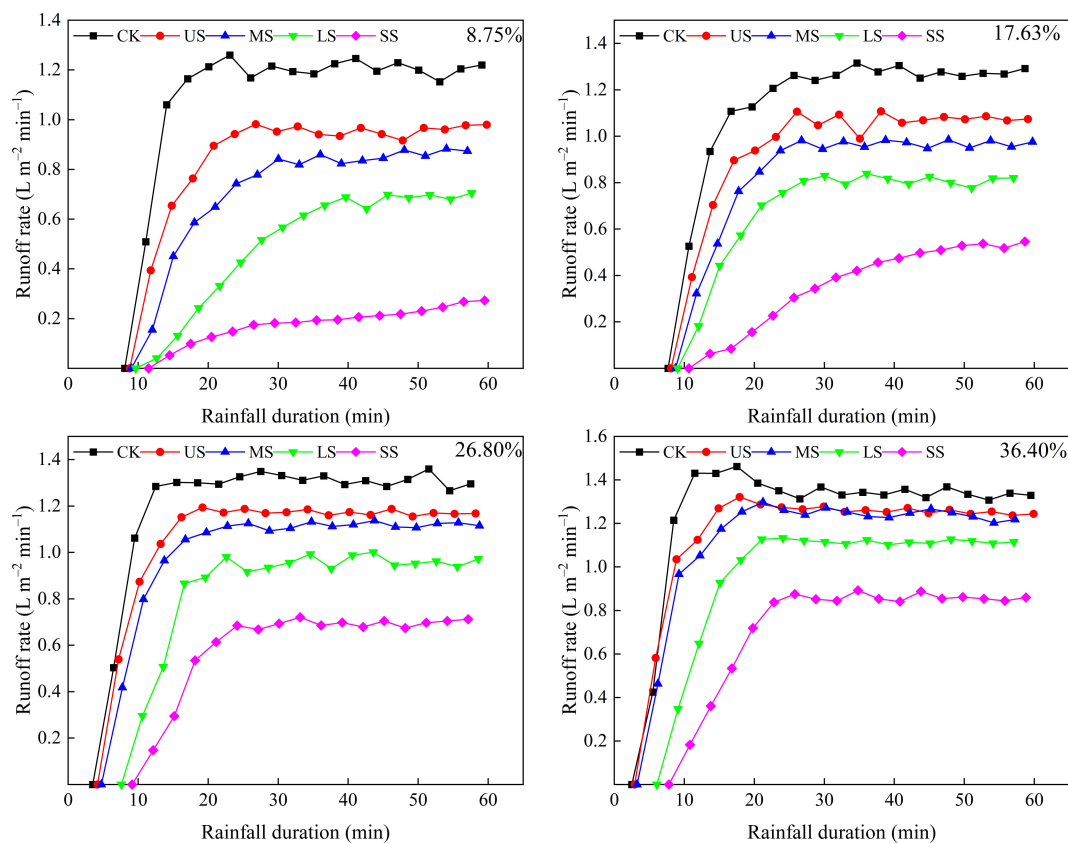 1.4
1.2
1.0
0.8
0.6
0.4
0.2
Runoff rate (L m⁻² min⁻¹)
CK US MS LS SS
8.75%
0 10 20 30 40 50 60
Rainfall duration (min)
1.4
1.2
1.0
0.8
0.6
0.4
0.2
Runoff rate (L m⁻² min⁻¹)
CK US MS LS SS
17.63%
0 10 20 30 40 50 60
Rainfall duration (min)
1.4
1.2
1.0
0.8
0.6
0.4
0.2
Runoff rate (L m⁻² min⁻¹)
CK US MS LS SS
26.80%
0 10 20 30 40 50 60
Rainfall duration (min)
1.6
1.4
1.2
1.0
0.8
0.6
0.4
0.2
Runoff rate (L m⁻² min⁻¹)
CK US MS LS SS
36.40%
0 10 20 30 40 50 60
Rainfall duration (min)